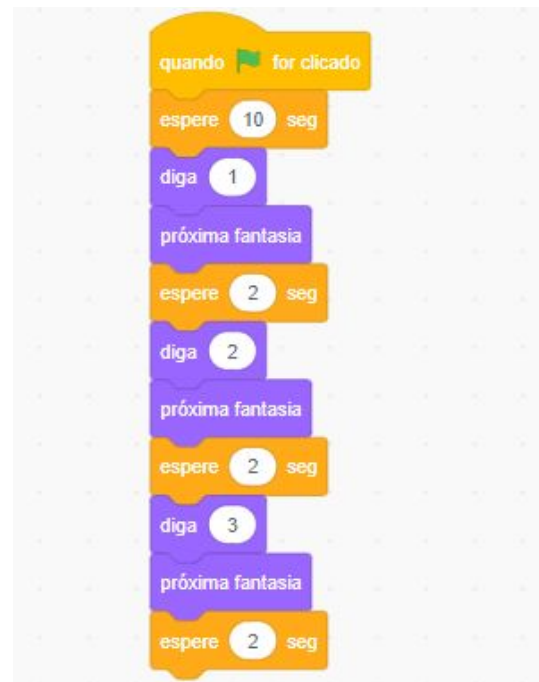 quando for clicado
espere 10 seg
diga 1
próxima fantasia
espere 2 seg
diga 2
próxima fantasia
espere 2 seg
diga 3
próxima fantasia
espere 2 seg